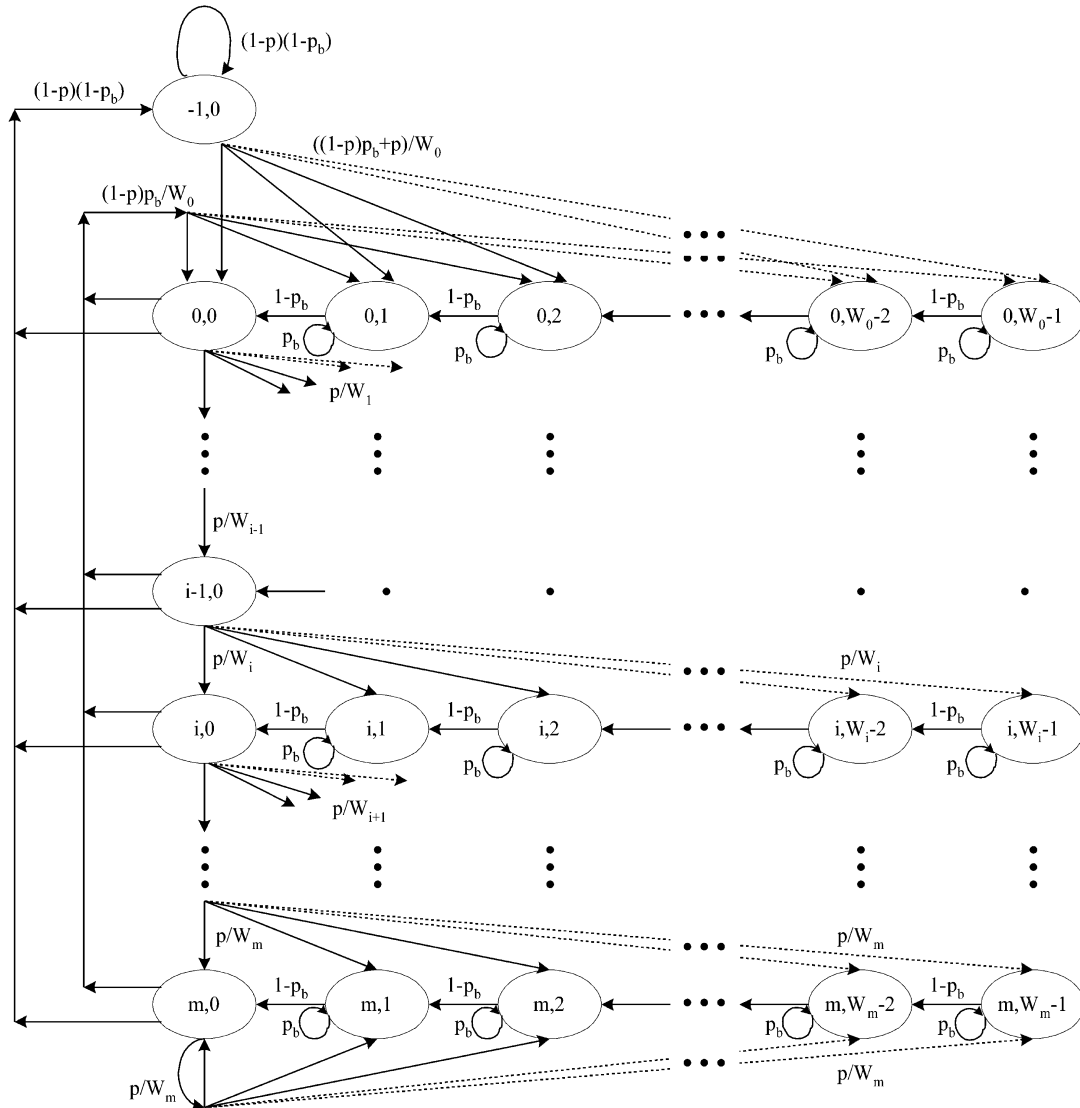 (1-p)(1-p_b)
(1-p)(1-p_b)
-1,0
((1-p)p_b+p)/W_0
(1-p)p_b/W_0
0,0
1-p_b
0,1
1-p_b
0,2
0,W_0-2
1-p_b
0,W_0-1
p_b
p_b
p_b
p_b
p/W_1
p/W_{i-1}
i-1,0
p/W_i
p/W_i
i,0
1-p_b
i,1
1-p_b
i,2
i,W_i-2
1-p_b
i,W_i-1
p_b
p_b
p_b
p_b
p/W_{i+1}
p/W_m
p/W_m
m,0
1-p_b
m,1
1-p_b
m,2
m,W_m-2
1-p_b
m,W_m-1
p_b
p_b
p_b
p_b
p/W_m
p/W_m